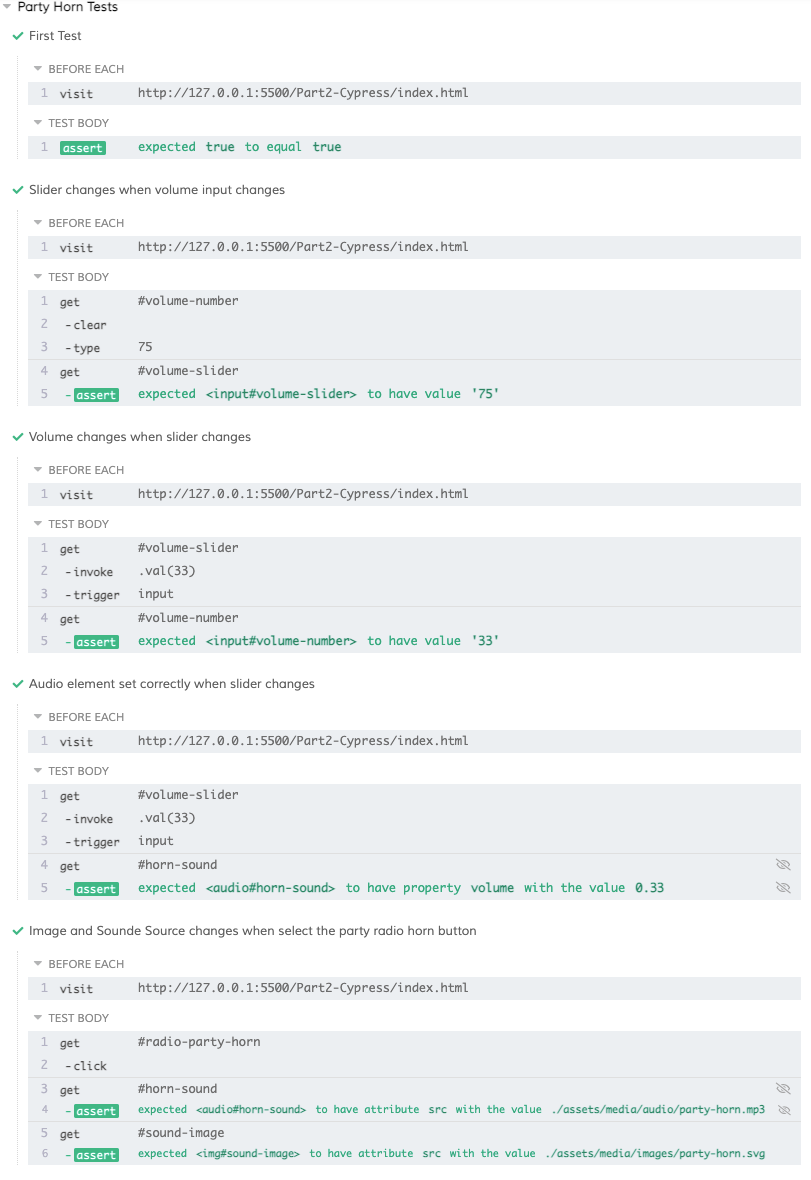 Party Horn Tests
First Test
BEFORE EACH
1 visit http://127.0.0.1:5500/Part2-Cypress/index.html
TEST BODY
1 assert expected true to equal true
Slider changes when volume input changes
BEFORE EACH
1 visit http://127.0.0.1:5500/Part2-Cypress/index.html
TEST BODY
1 get #volume-number
2 -clear
3 -type 75
4 get #volume-slider
5 -assert expected <input#volume-slider> to have value '75'
Volume changes when slider changes
BEFORE EACH
1 visit http://127.0.0.1:5500/Part2-Cypress/index.html
TEST BODY
1 get #volume-slider
2 -invoke .val(33)
3 -trigger input
4 get #volume-number
5 -assert expected <input#volume-number> to have value '33'
Audio element set correctly when slider changes
BEFORE EACH
1 visit http://127.0.0.1:5500/Part2-Cypress/index.html
TEST BODY
1 get #volume-slider
2 -invoke .val(33)
3 -trigger input
4 get #horn-sound
5 -assert expected <audio#horn-sound> to have property volume with the value 0.33
Image and Sounde Source changes when select the party radio horn button
BEFORE EACH
1 visit http://127.0.0.1:5500/Part2-Cypress/index.html
TEST BODY
1 get #radio-party-horn
2 -click
3 get #horn-sound
4 -assert expected <audio#horn-sound> to have attribute src with the value ./assets/media/audio/party-horn.mp3
5 get #sound-image
6 -assert expected <img#sound-image> to have attribute src with the value ./assets/media/images/party-horn.svg